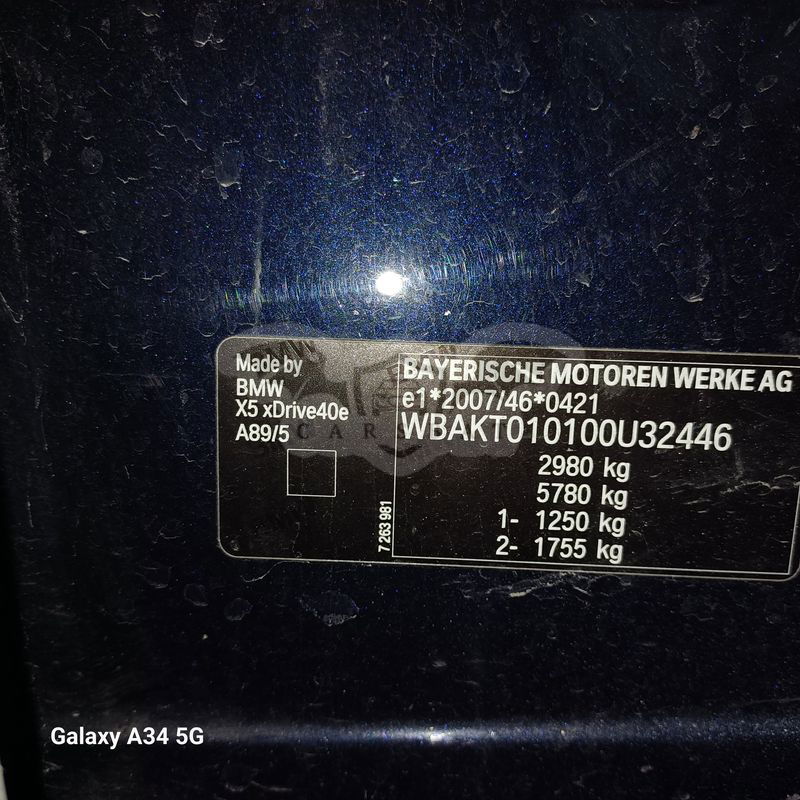 Made by
BMW
X5 xDrive40e
A89/5
7 263 981
BAYERISCHE MOTOREN WERKE AG
e1*2007/46*0421
WBAKT010100U32446
2980 kg
5780 kg
1- 1250 kg
2- 1755 kg
CARS
Galaxy A34 5G